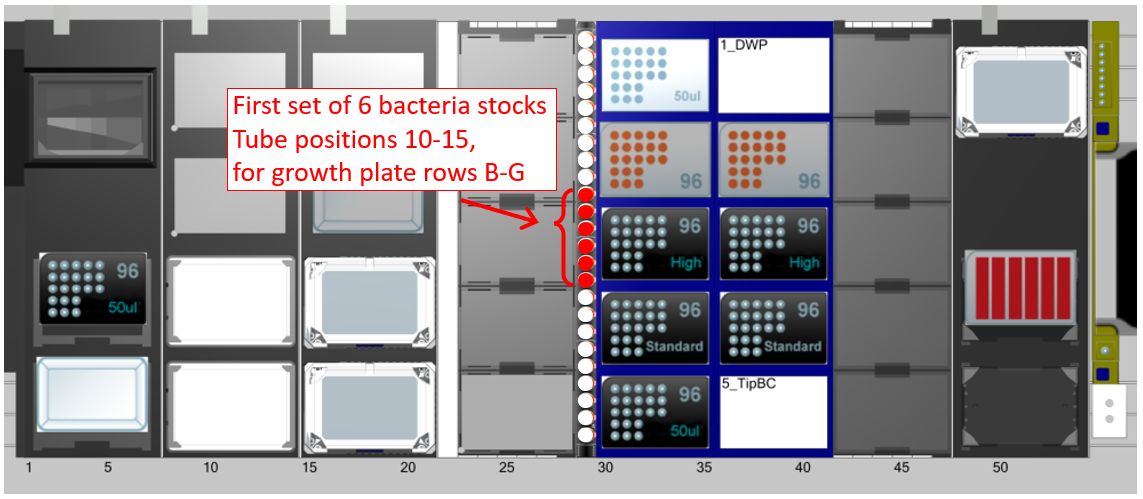 First set of 6 bacteria stocks
Tube positions 10-15,
for growth plate rows B-G
50ul
1_DWP
96
96
96
High
96
High
96
50ul
96
Standard
96
Standard
96
50ul
5_TipBC
1 5 10 15 20 25 30 35 40 45 50